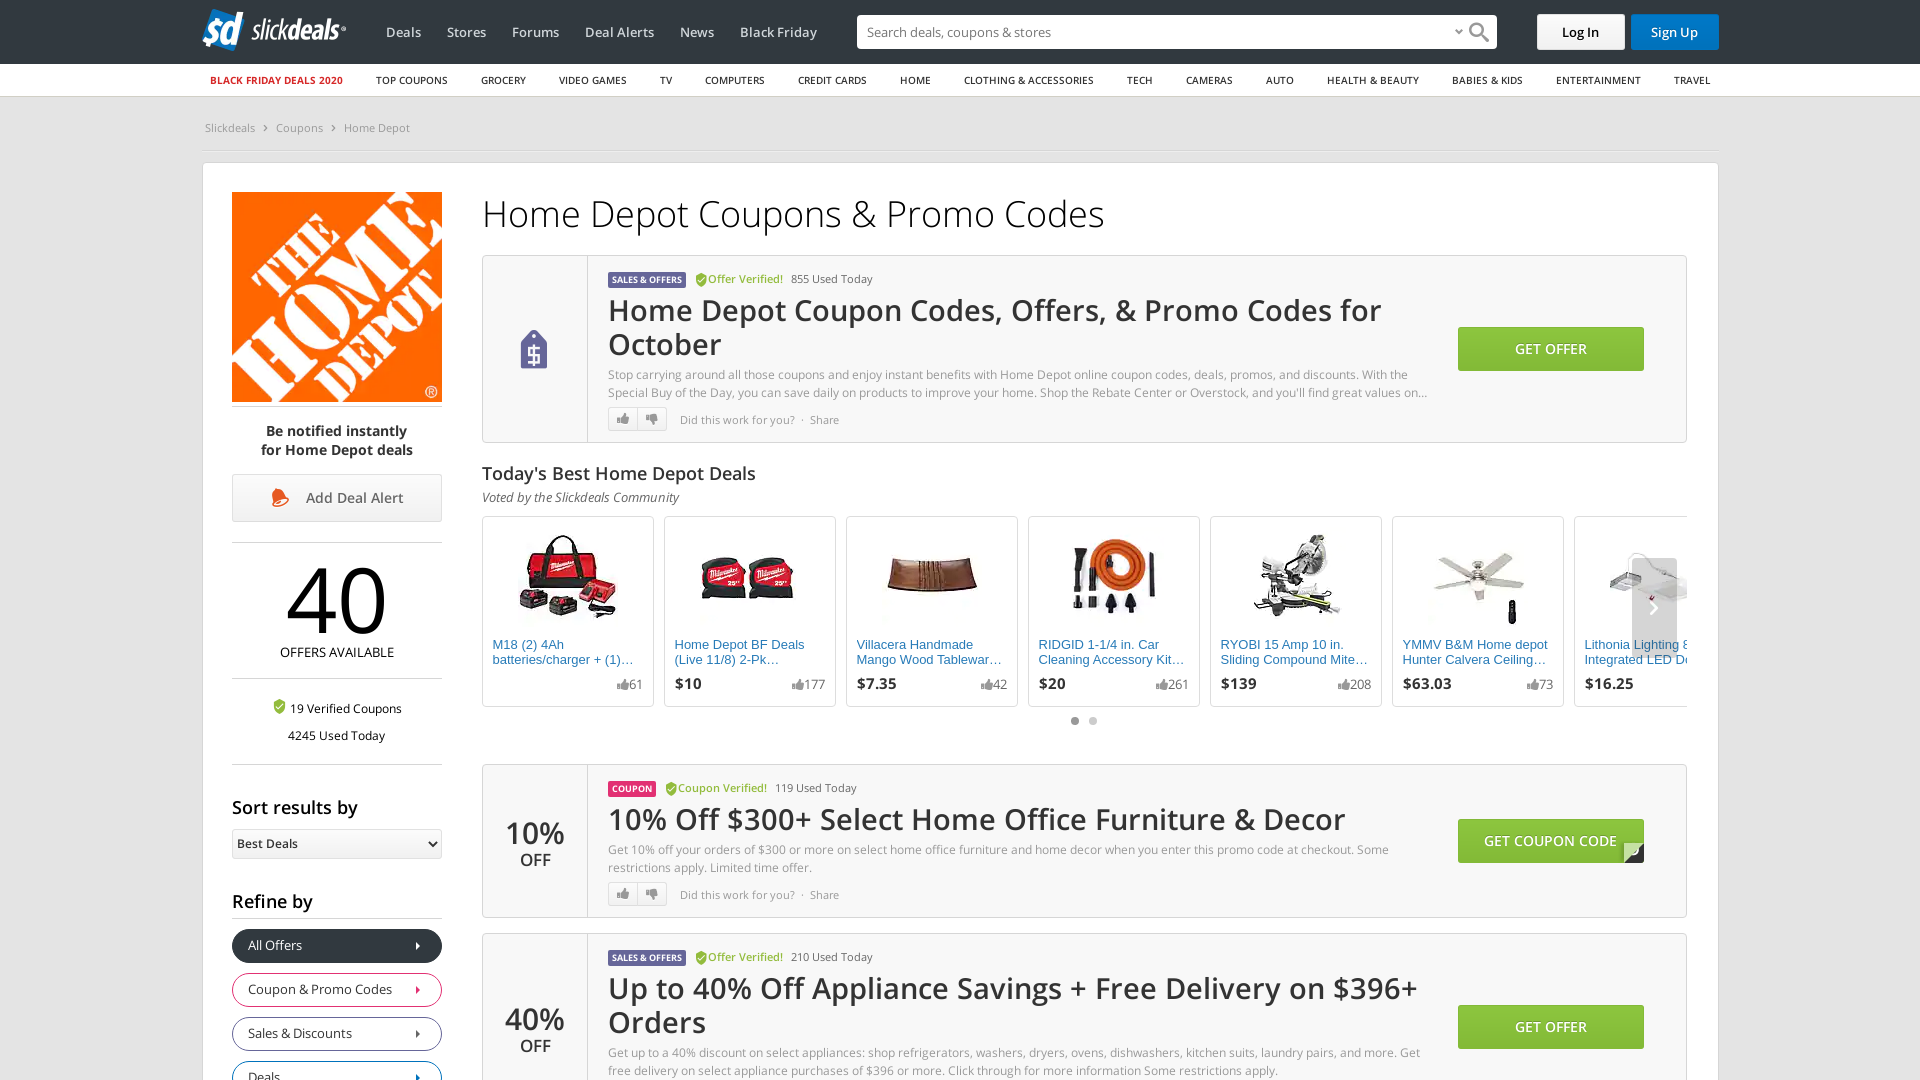 sd slickdeals
Deals
Stores
Forums
Deal Alerts
News
Black Friday
Search deals, coupons & stores
Log In
Sign Up
BLACK FRIDAY DEALS 2020
TOP COUPONS
GROCERY
VIDEO GAMES
TV
COMPUTERS
CREDIT CARDS
HOME
CLOTHING & ACCESSORIES
TECH
CAMERAS
AUTO
HEALTH & BEAUTY
BABIES & KIDS
ENTERTAINMENT
TRAVEL
Slickdeals > Coupons > Home Depot
THE HOME DEPOT ®
Be notified instantly
for Home Depot deals
Add Deal Alert
40
OFFERS AVAILABLE
19 Verified Coupons
4245 Used Today
Sort results by
Best Deals
Refine by
All Offers
Coupon & Promo Codes
Sales & Discounts
Deals
Home Depot Coupons & Promo Codes
SALES & OFFERS Offer Verified! 855 Used Today
Home Depot Coupon Codes, Offers, & Promo Codes for
October
Stop carrying around all those coupons and enjoy instant benefits with Home Depot online coupon codes, deals, promos, and discounts. With the
Special Buy of the Day, you can save daily on products to improve your home. Shop the Rebate Center or Overstock, and you'll find great values on...
Did this work for you? · Share
GET OFFER
Today's Best Home Depot Deals
Voted by the Slickdeals Community
M18 (2) 4Ah
batteries/charger + (1)…
61
Home Depot BF Deals
(Live 11/8) 2-Pk…
$10
177
Villacera Handmade
Mango Wood Tablewar…
$7.35
42
RIDGID 1-1/4 in. Car
Cleaning Accessory Kit…
$20
261
RYOBI 15 Amp 10 in.
Sliding Compound Mite…
$139
208
YMMV B&M Home depot
Hunter Calvera Ceiling…
$63.03
73
Lithonia Lighting 8
Integrated LED Do
$16.25
10%
OFF
COUPON Coupon Verified! 119 Used Today
10% Off $300+ Select Home Office Furniture & Decor
Get 10% off your orders of $300 or more on select home office furniture and home decor when you enter this promo code at checkout. Some
restrictions apply. Limited time offer.
Did this work for you? · Share
GET COUPON CODE
40%
OFF
SALES & OFFERS Offer Verified! 210 Used Today
Up to 40% Off Appliance Savings + Free Delivery on $396+
Orders
Get up to a 40% discount on select appliances: shop refrigerators, washers, dryers, ovens, dishwashers, kitchen suits, laundry pairs, and more. Get
free delivery on select appliance purchases of $396 or more. Click through for more information Some restrictions apply.
GET OFFER